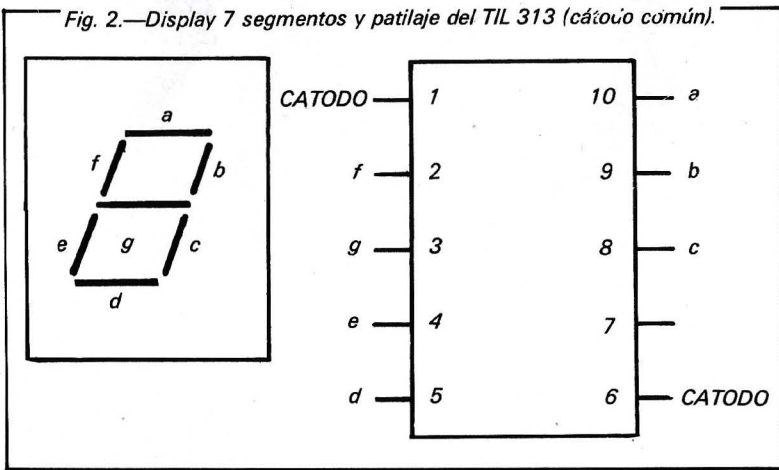 Fig. 2.—Display 7 segmentos y patilaje del TIL 313 (cátodo común).
a
f
b
e
g
c
d
CATODO 1 10 a
f 2 9 b
g 3 8 c
e 4 7
d 5 6 CATODO